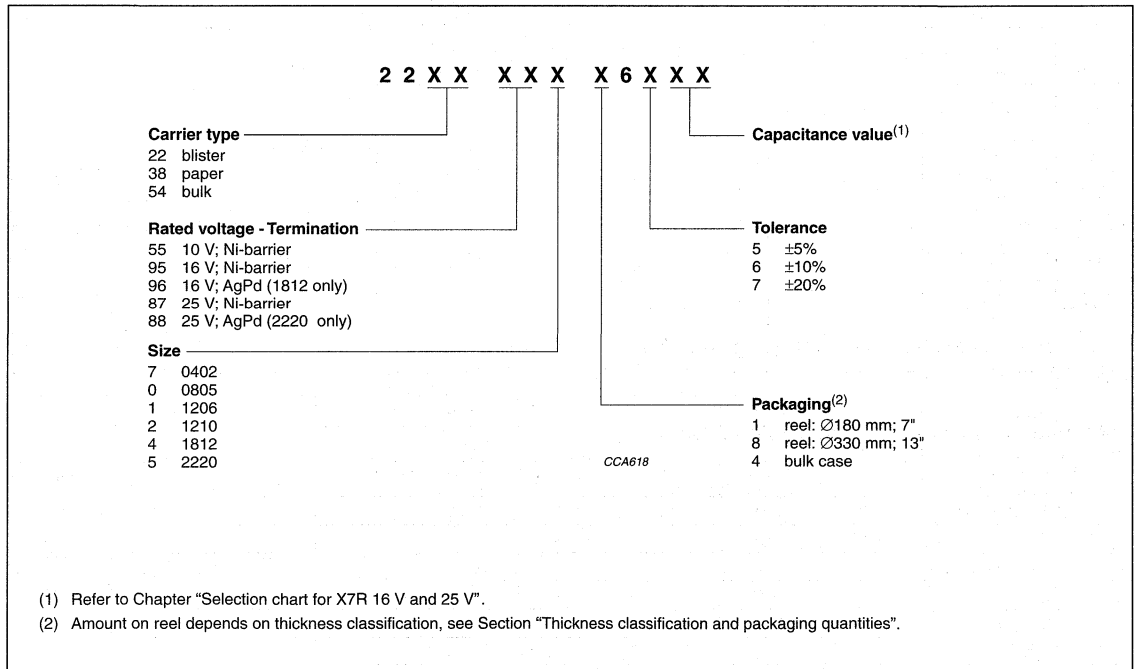 2 2 X X X X X X 6 X X X
Carrier type
22 blister
38 paper
54 bulk
Rated voltage - Termination
55 10 V; Ni-barrier
95 16 V; Ni-barrier
96 16 V; AgPd (1812 only)
87 25 V; Ni-barrier
88 25 V; AgPd (2220 only)
Size
7 0402
0 0805
1 1206
2 1210
4 1812
5 2220
Capacitance value(1)
Tolerance
5 ±5%
6 ±10%
7 ±20%
Packaging(2)
1 reel: ∅180 mm; 7"
8 reel: ∅330 mm; 13"
4 bulk case
CCA618
(1) Refer to Chapter “Selection chart for X7R 16 V and 25 V”.
(2) Amount on reel depends on thickness classification, see Section “Thickness classification and packaging quantities”.